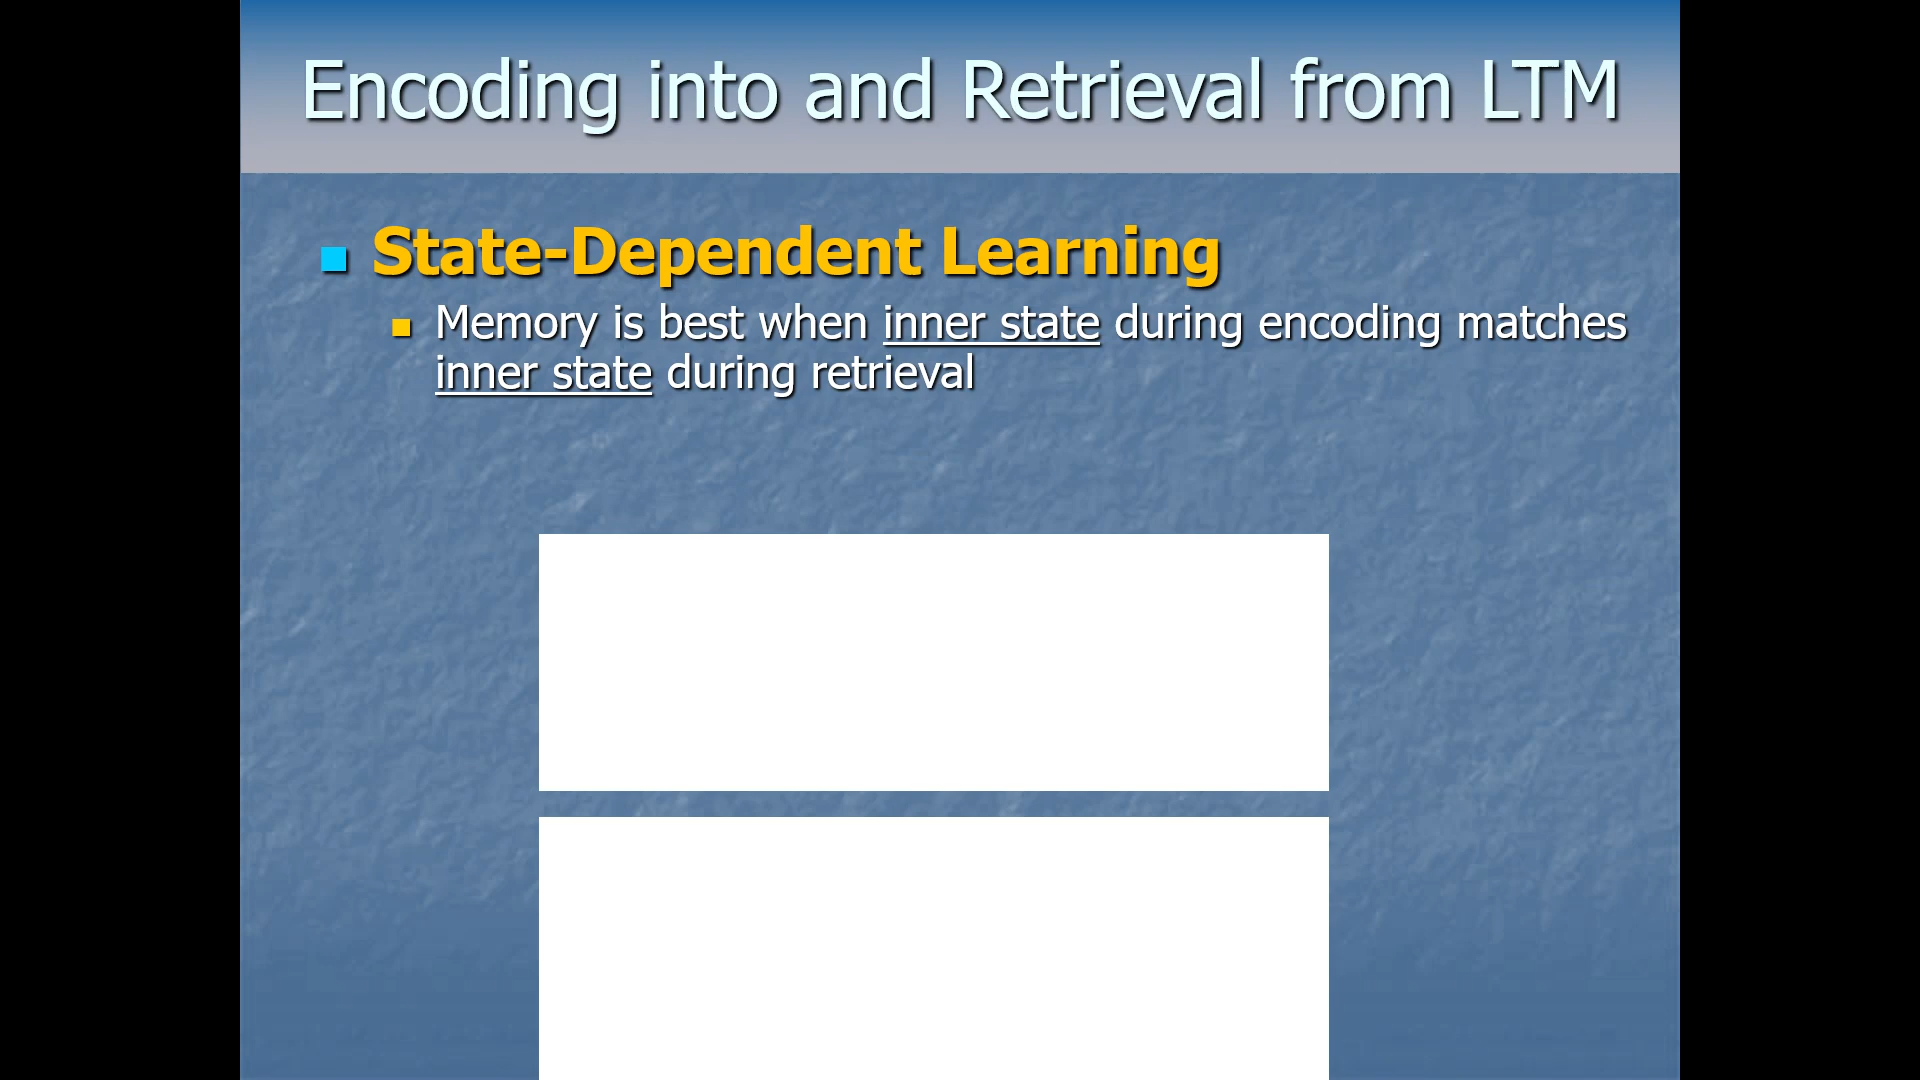 Encoding into and Retrieval from LTM
State-Dependent Learning
Memory is best when inner state during encoding matches
inner state during retrieval